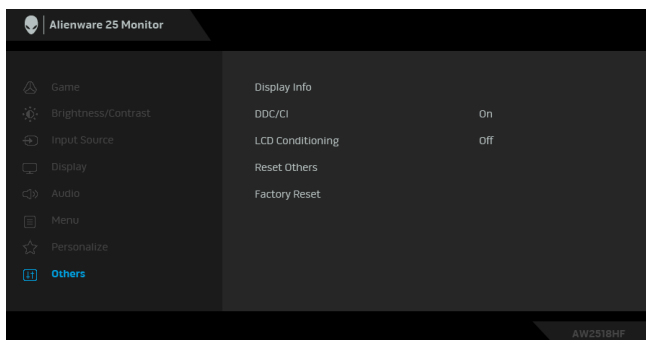 Alienware 25 Monitor
Game
Display Info
Brightness/Contrast
DDC/CI On
Input Source
LCD Conditioning Off
Display
Reset Others
Audio
Factory Reset
Menu
Personalize
Others
AW2518HF